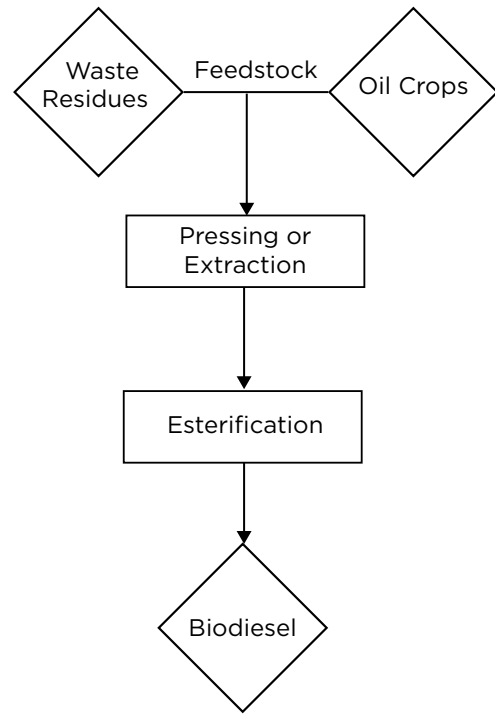 Waste
Residues
Feedstock
Oil Crops
Pressing or
Extraction
Esterification
Biodiesel